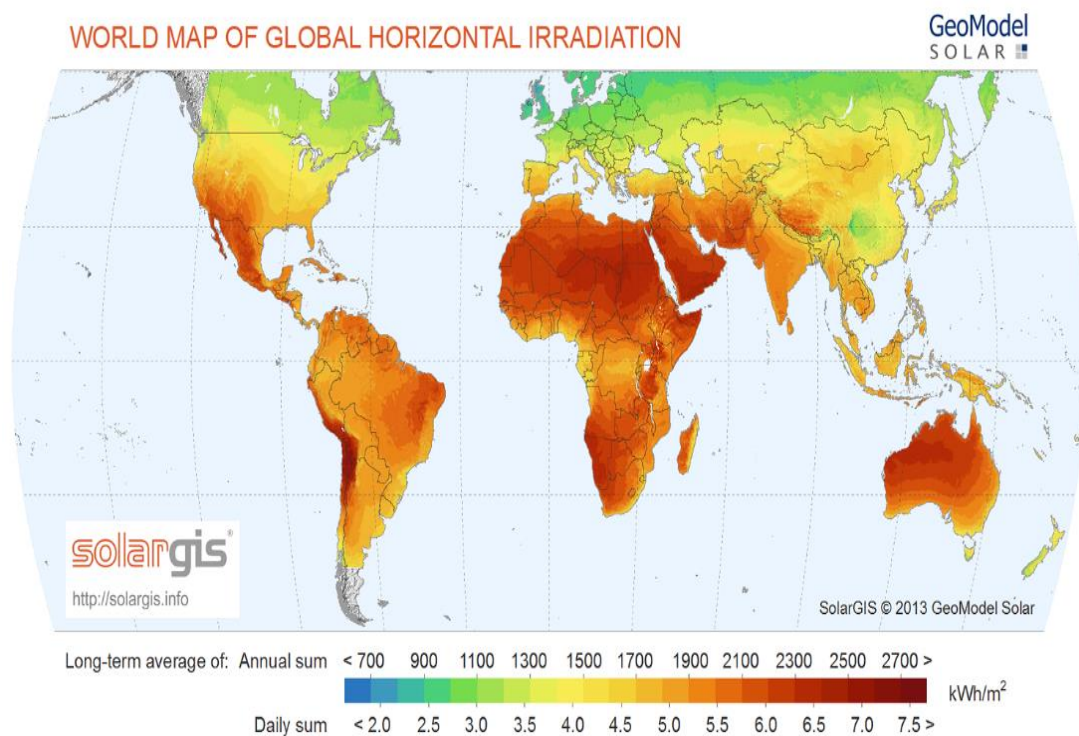 WORLD MAP OF GLOBAL HORIZONTAL IRRADIATION
GeoModel
SOLAR
solargis®
http://solargis.info
SolarGIS © 2013 GeoModel Solar
Long-term average of: Annual sum < 700 900 1100 1300 1500 1700 1900 2100 2300 2500 2700 >
kWh/m²
Daily sum < 2.0 2.5 3.0 3.5 4.0 4.5 5.0 5.5 6.0 6.5 7.0 7.5 >